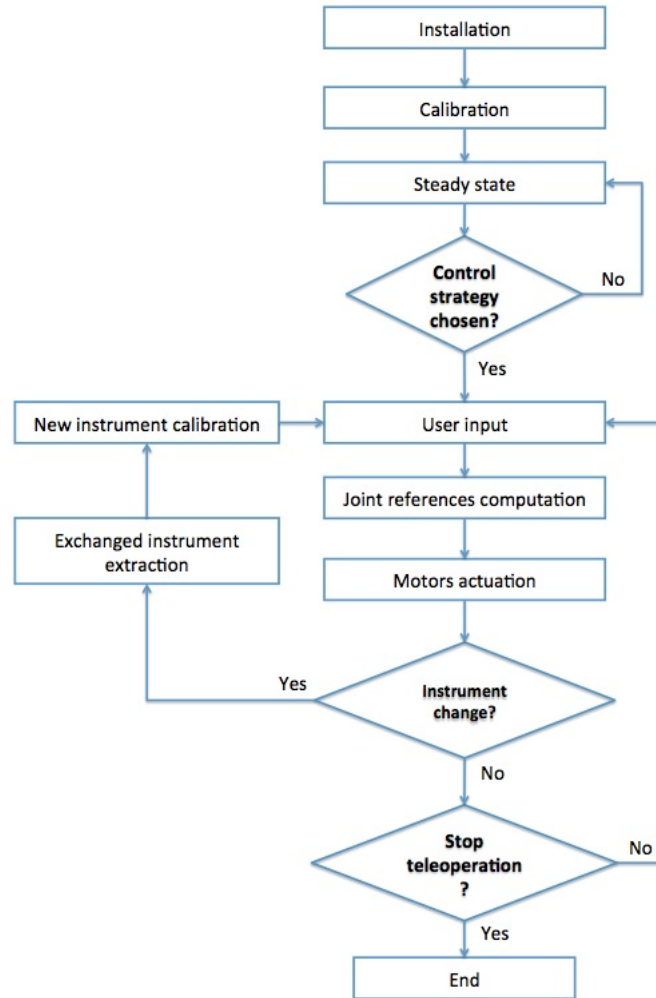 Installation
Calibration
Steady state
Control
strategy
chosen?
No
Yes
New instrument calibration
User input
Joint references computation
Exchanged instrument
extraction
Motors actuation
Yes
Instrument
change?
No
Stop
teleoperation
?
No
Yes
End